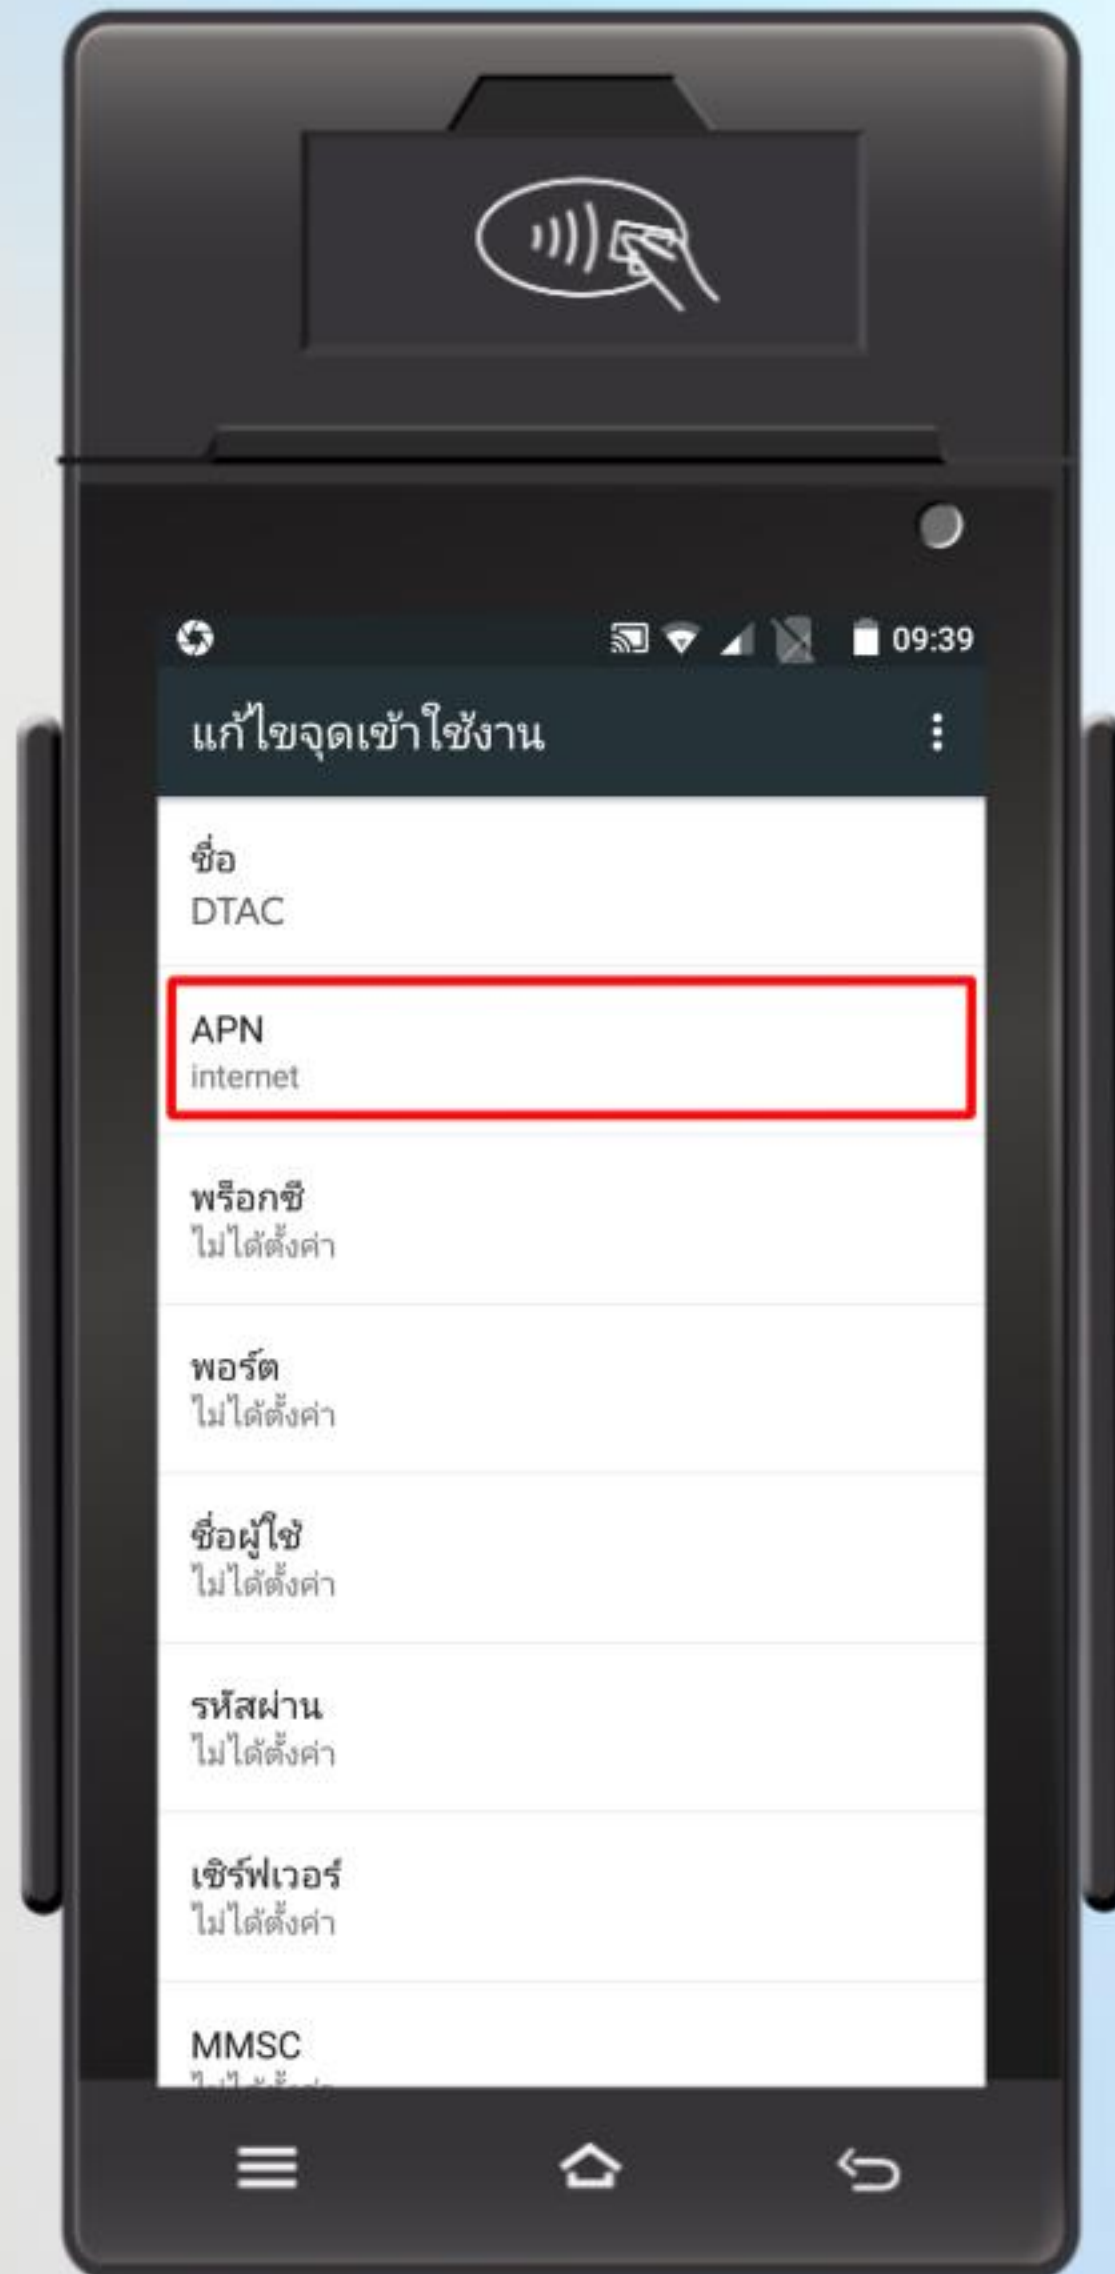 09:39
แก้ไขจุดเข้าใช้งาน
ชื่อ
DTAC
APN
internet
พร็อกซี
ไม่ได้ตั้งค่า
พอร์ต
ไม่ได้ตั้งค่า
ชื่อผู้ใช้
ไม่ได้ตั้งค่า
รหัสผ่าน
ไม่ได้ตั้งค่า
เซิร์ฟเวอร์
ไม่ได้ตั้งค่า
MMSC